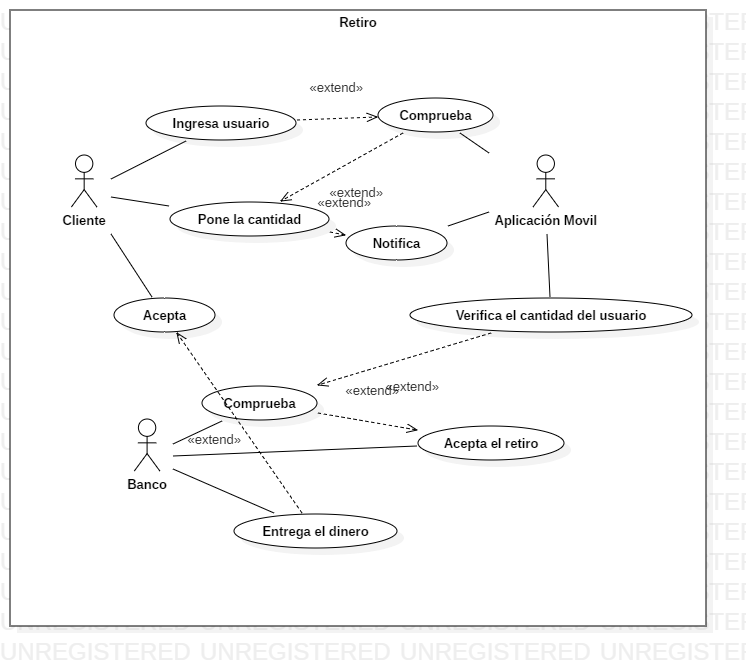 Retiro
«extend»
Ingresa usuario
Comprueba
«extend»
«extend»
Cliente
Pone la cantidad
Aplicación Movil
Notifica
Acepta
Verifica el cantidad del usuario
«extend»
«extend»
Comprueba
«extend»
Acepta el retiro
Banco
Entrega el dinero
UNREGISTERED UNREGISTERED UNREGISTERED UNREGISTERED